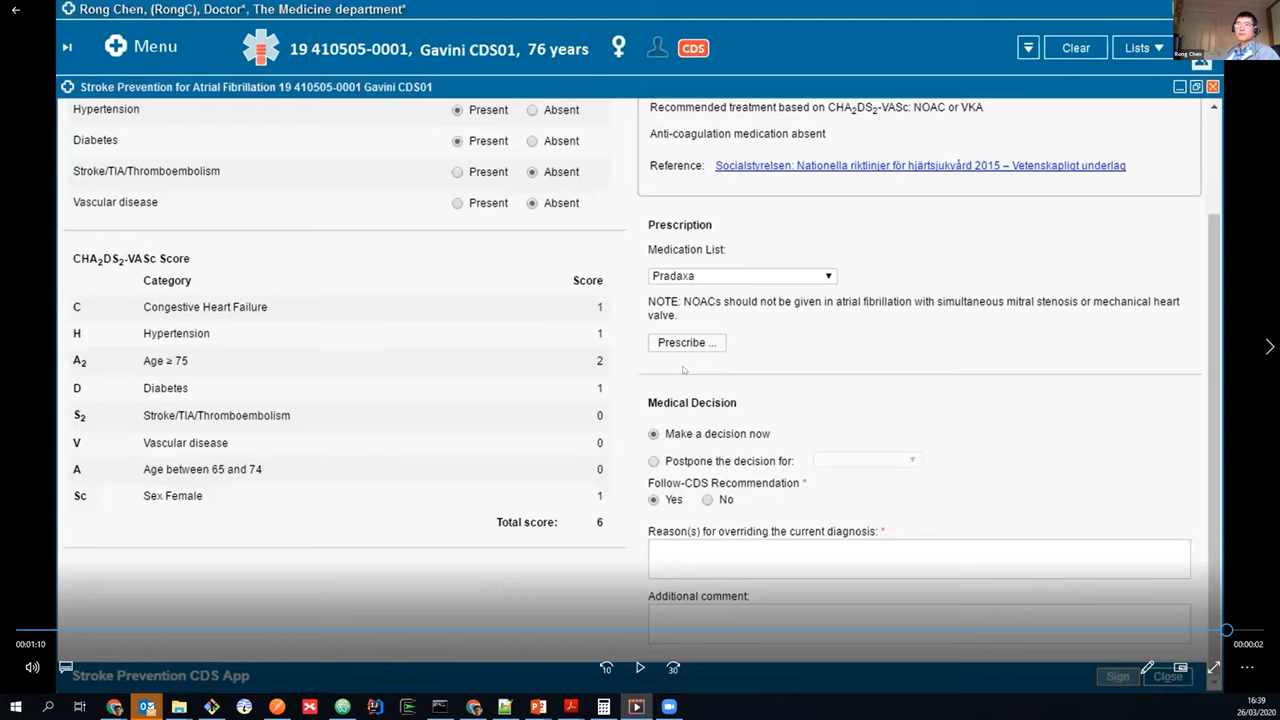 Rong Chen, (RongC), Doctor*, The Medicine department*
Menu
19 410505-0001, Gavini CDS01, 76 years
CDS
Clear
Lists
Rong Chen
Stroke Prevention for Atrial Fibrillation 19 410505-0001 Gavini CDS01
Hypertension Present Absent
Diabetes Present Absent
Stroke/TIA/Thromboembolism Present Absent
Vascular disease Present Absent
CHA2DS2-VASc Score
Category Score
C Congestive Heart Failure 1
H Hypertension 1
A2 Age ≥ 75 2
D Diabetes 1
S2 Stroke/TIA/Thromboembolism 0
V Vascular disease 0
A Age between 65 and 74 0
Sc Sex Female 1
Total score: 6
Recommended treatment based on CHA2DS2-VASc: NOAC or VKA
Anti-coagulation medication absent
Reference: Socialstyrelsen: Nationella riktlinjer för hjärtsjukvård 2015 – Vetenskapligt underlag
Prescription
Medication List:
Pradaxa
NOTE: NOACs should not be given in atrial fibrillation with simultaneous mitral stenosis or mechanical heart
valve.
Prescribe ...
Medical Decision
Make a decision now
Postpone the decision for:
Follow-CDS Recommendation *
Yes No
Reason(s) for overriding the current diagnosis: *
Additional comment:
00:01:10
00:00:02
10
30
Stroke Prevention CDS App
Sign
Close
16:39
26/03/2020